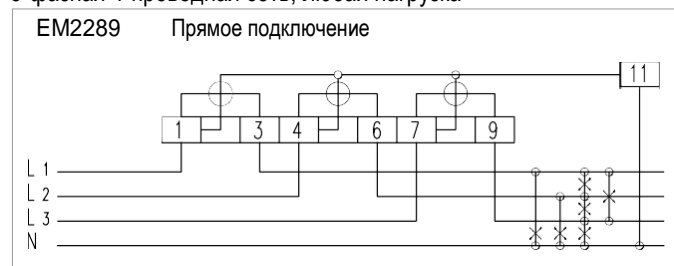 3-фазная 4-проводная сеть, любая нагрузка
EM2289 Прямое подключение
11
1 3 4 6 7 9
L 1
L 2
L 3
N